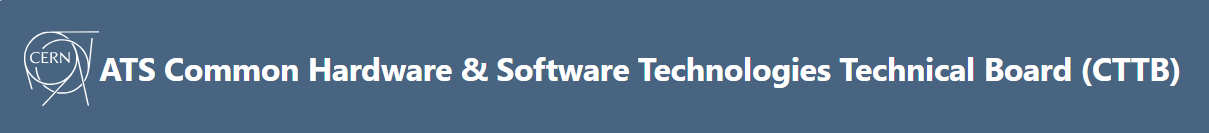 CERN
ATS Common Hardware & Software Technologies Technical Board (CTTB)